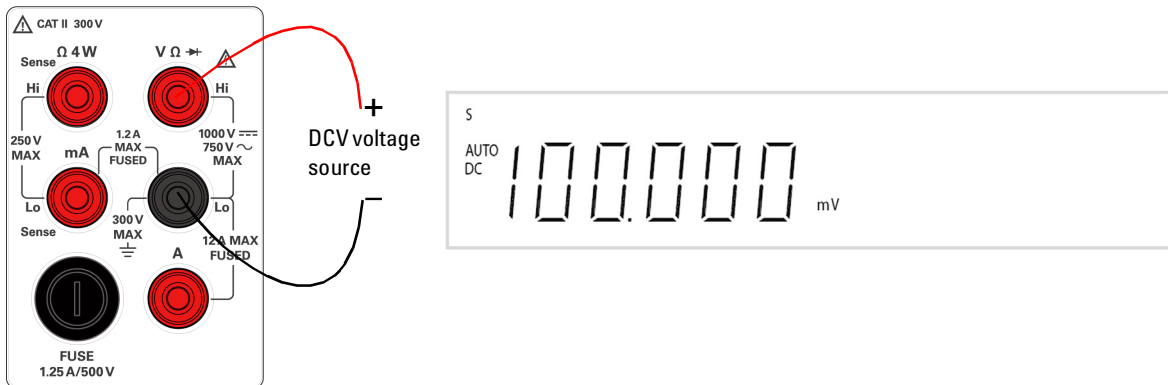 ⚠ CAT II 300 V
Ω 4 W
V Ω
Sense
Hi
Hi
250 V
MAX
1.2 A
MAX
FUSED
1000 V ⎓
750 V ~
MAX
mA
Lo
Lo
Sense
300 V
MAX
12 A MAX
FUSED
A
FUSE
1.25 A/500 V
+
DCV voltage
source
–
S
AUTO
DC
100.000 mV